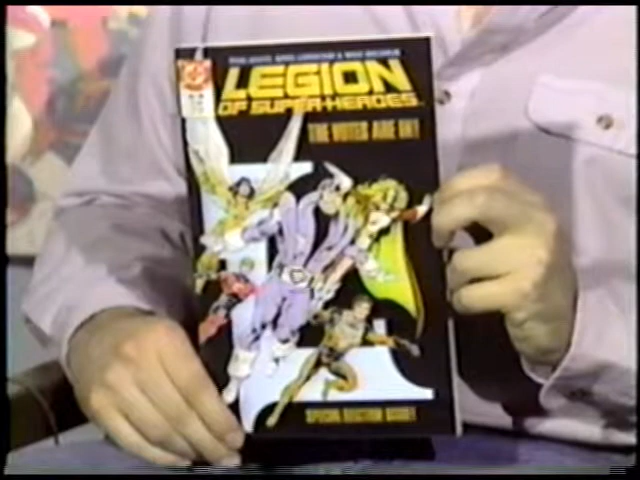 LEGION
OF SUPER-HEROES
THE VOTES ARE IN!
SPECIAL ELECTION ISSUE!